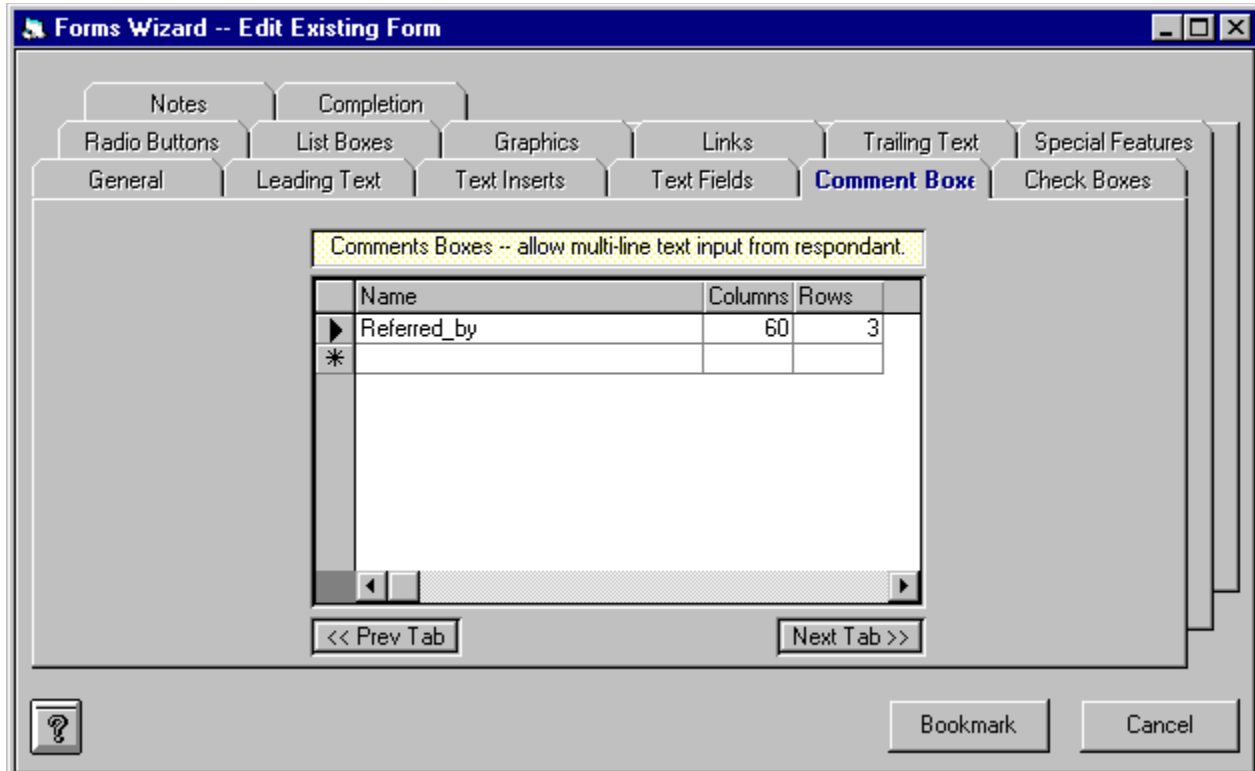 Forms Wizard -- Edit Existing Form
Notes Completion
Radio Buttons List Boxes Graphics Links Trailing Text Special Features
General Leading Text Text Inserts Text Fields Comment Boxe Check Boxes
Comments Boxes -- allow multi-line text input from respondant.
Name Columns Rows
Referred_by 60 3
<< Prev Tab Next Tab >>
? Bookmark Cancel